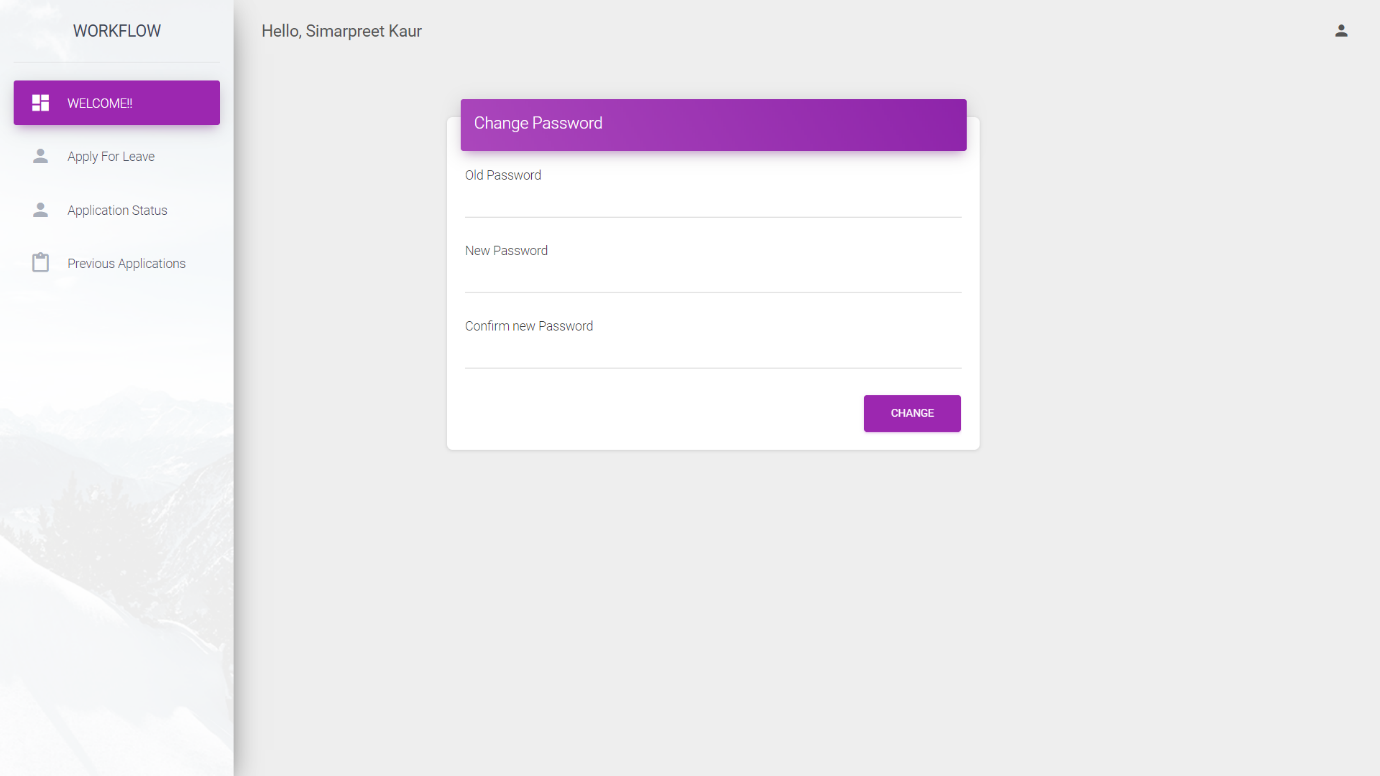 WORKFLOW
WELCOME!!
Apply For Leave
Application Status
Previous Applications
Hello, Simarpreet Kaur
Change Password
Old Password
New Password
Confirm new Password
CHANGE